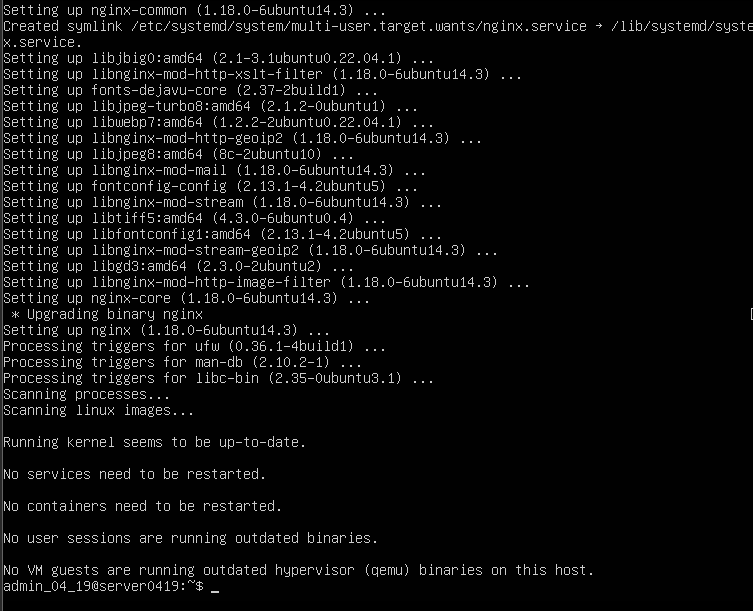 Setting up nginx-common (1.18.0-6ubuntu14.3) ...
Created symlink /etc/systemd/system/multi-user.target.wants/nginx.service → /lib/systemd/syste
x.service.
Setting up libjbig0:amd64 (2.1-3.1ubuntu0.22.04.1) ...
Setting up libnginx-mod-http-xslt-filter (1.18.0-6ubuntu14.3) ...
Setting up fonts-dejavu-core (2.37-2build1) ...
Setting up libjpeg-turbo8:amd64 (2.1.2-0ubuntu1) ...
Setting up libwebp7:amd64 (1.2.2-2ubuntu0.22.04.1) ...
Setting up libnginx-mod-http-geoip2 (1.18.0-6ubuntu14.3) ...
Setting up libjpeg8:amd64 (8c-2ubuntu10) ...
Setting up libnginx-mod-mail (1.18.0-6ubuntu14.3) ...
Setting up fontconfig-config (2.13.1-4.2ubuntu5) ...
Setting up libnginx-mod-stream (1.18.0-6ubuntu14.3) ...
Setting up libtiff5:amd64 (4.3.0-6ubuntu0.4) ...
Setting up libfontconfig1:amd64 (2.13.1-4.2ubuntu5) ...
Setting up libnginx-mod-stream-geoip2 (1.18.0-6ubuntu14.3) ...
Setting up libgd3:amd64 (2.3.0-2ubuntu2) ...
Setting up libnginx-mod-http-image-filter (1.18.0-6ubuntu14.3) ...
Setting up nginx-core (1.18.0-6ubuntu14.3) ...
 * Upgrading binary nginx
Setting up nginx (1.18.0-6ubuntu14.3) ...
Processing triggers for ufw (0.36.1-4build1) ...
Processing triggers for man-db (2.10.2-1) ...
Processing triggers for libc-bin (2.35-0ubuntu3.1) ...
Scanning processes...
Scanning linux images...
Running kernel seems to be up-to-date.
No services need to be restarted.
No containers need to be restarted.
No user sessions are running outdated binaries.
No VM guests are running outdated hypervisor (qemu) binaries on this host.
admin_04_19@server0419:~$ _